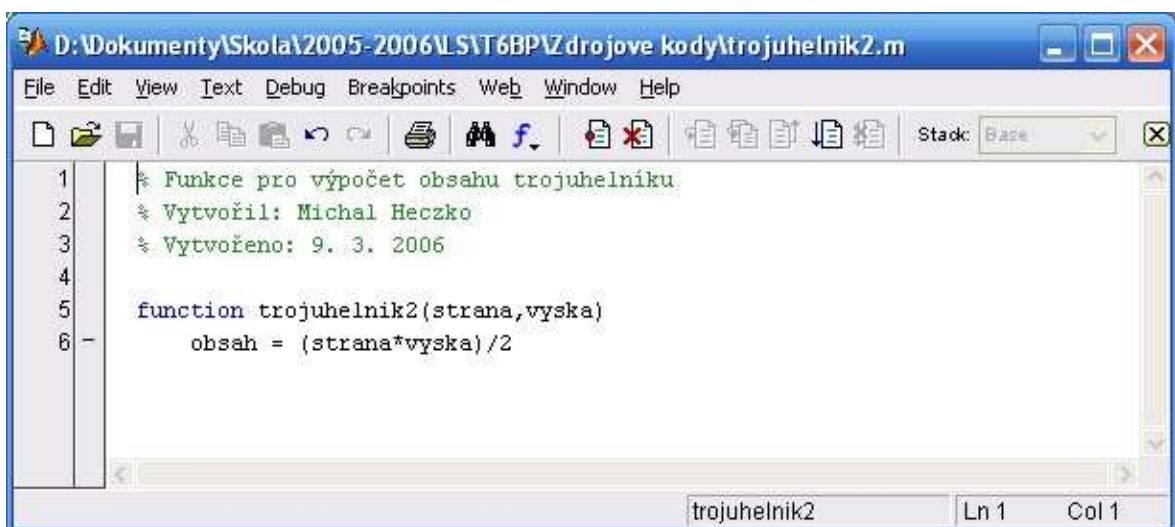 D:\Dokumenty\Skola\2005-2006\LS\T6BP\Zdrojove kody\trojuhelnik2.m
File Edit View Text Debug Breakpoints Web Window Help
Stack: Base
1 % Funkce pro výpočet obsahu trojuhelníku
2 % Vytvořil: Michal Heczko
3 % Vytvořeno: 9. 3. 2006
4
5 function trojuhelnik2(strana,vyska)
6 – obsah = (strana*vyska)/2
trojuhelnik2 Ln 1 Col 1